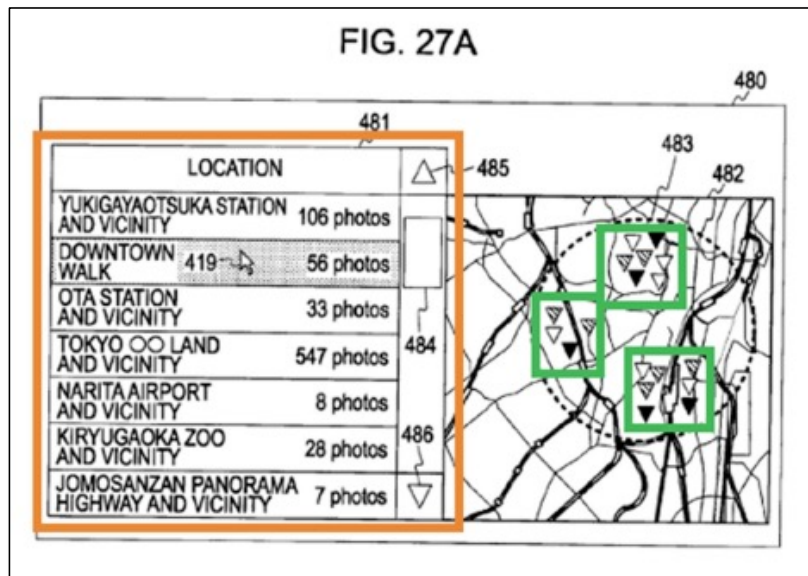 FIG. 27A
480
481
LOCATION
485
483
482
YUKIGAYAOTSUKA STATION
AND VICINITY 106 photos
DOWNTOWN
WALK 419 56 photos
OTA STATION
AND VICINITY 33 photos
484
TOKYO ○○ LAND
AND VICINITY 547 photos
NARITA AIRPORT
AND VICINITY 8 photos
486
KIRYUGAOKA ZOO
AND VICINITY 28 photos
JOMOSANZAN PANORAMA
HIGHWAY AND VICINITY 7 photos